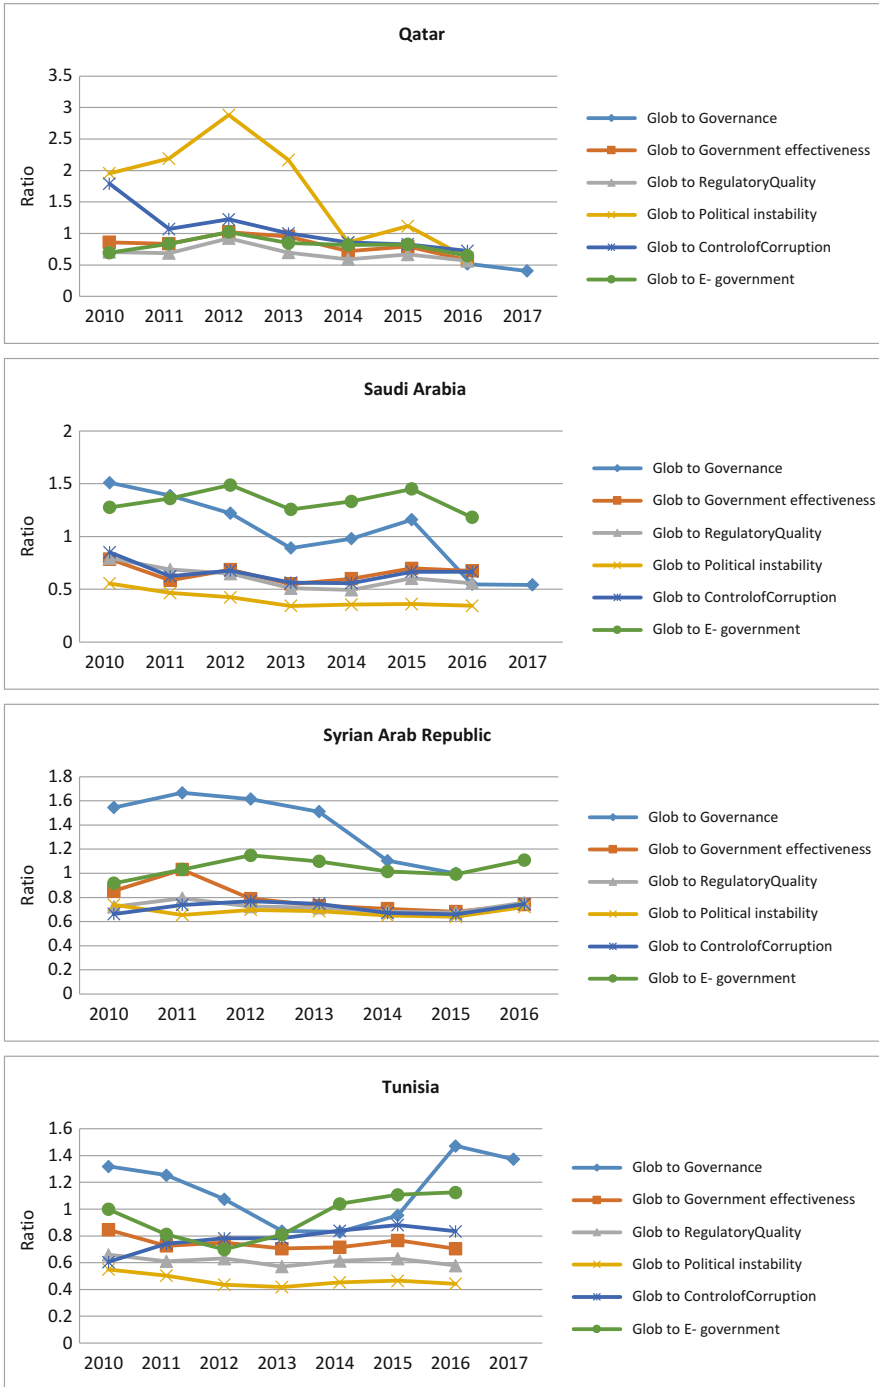 Qatar
3.5
3
2.5
2
1.5
1
0.5
0
Ratio
2010 2011 2012 2013 2014 2015 2016 2017
Glob to Governance
Glob to Government effectiveness
Glob to RegulatoryQuality
Glob to Political instability
Glob to ControlofCorruption
Glob to E- government
Saudi Arabia
2
1.5
1
0.5
0
Ratio
2010 2011 2012 2013 2014 2015 2016 2017
Glob to Governance
Glob to Government effectiveness
Glob to RegulatoryQuality
Glob to Political instability
Glob to ControlofCorruption
Glob to E- government
Syrian Arab Republic
1.8
1.6
1.4
1.2
1
0.8
0.6
0.4
0.2
0
Ratio
2010 2011 2012 2013 2014 2015 2016
Glob to Governance
Glob to Government effectiveness
Glob to RegulatoryQuality
Glob to Political instability
Glob to ControlofCorruption
Glob to E- government
Tunisia
1.6
1.4
1.2
1
0.8
0.6
0.4
0.2
0
Ratio
2010 2011 2012 2013 2014 2015 2016 2017
Glob to Governance
Glob to Government effectiveness
Glob to RegulatoryQuality
Glob to Political instability
Glob to ControlofCorruption
Glob to E- government